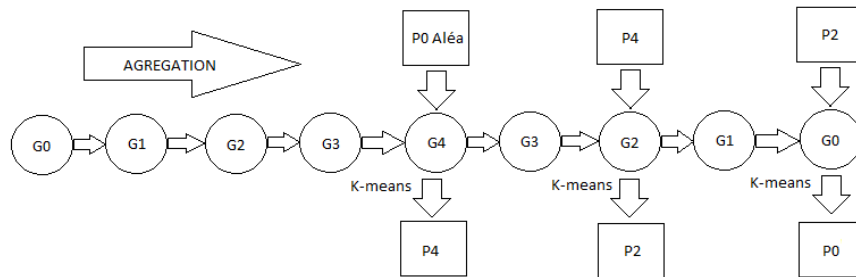 P0 Aléa
P4
P2
AGREGATION
G0
G1
G2
G3
G4
G3
G2
G1
G0
K-means
K-means
K-means
P4
P2
P0